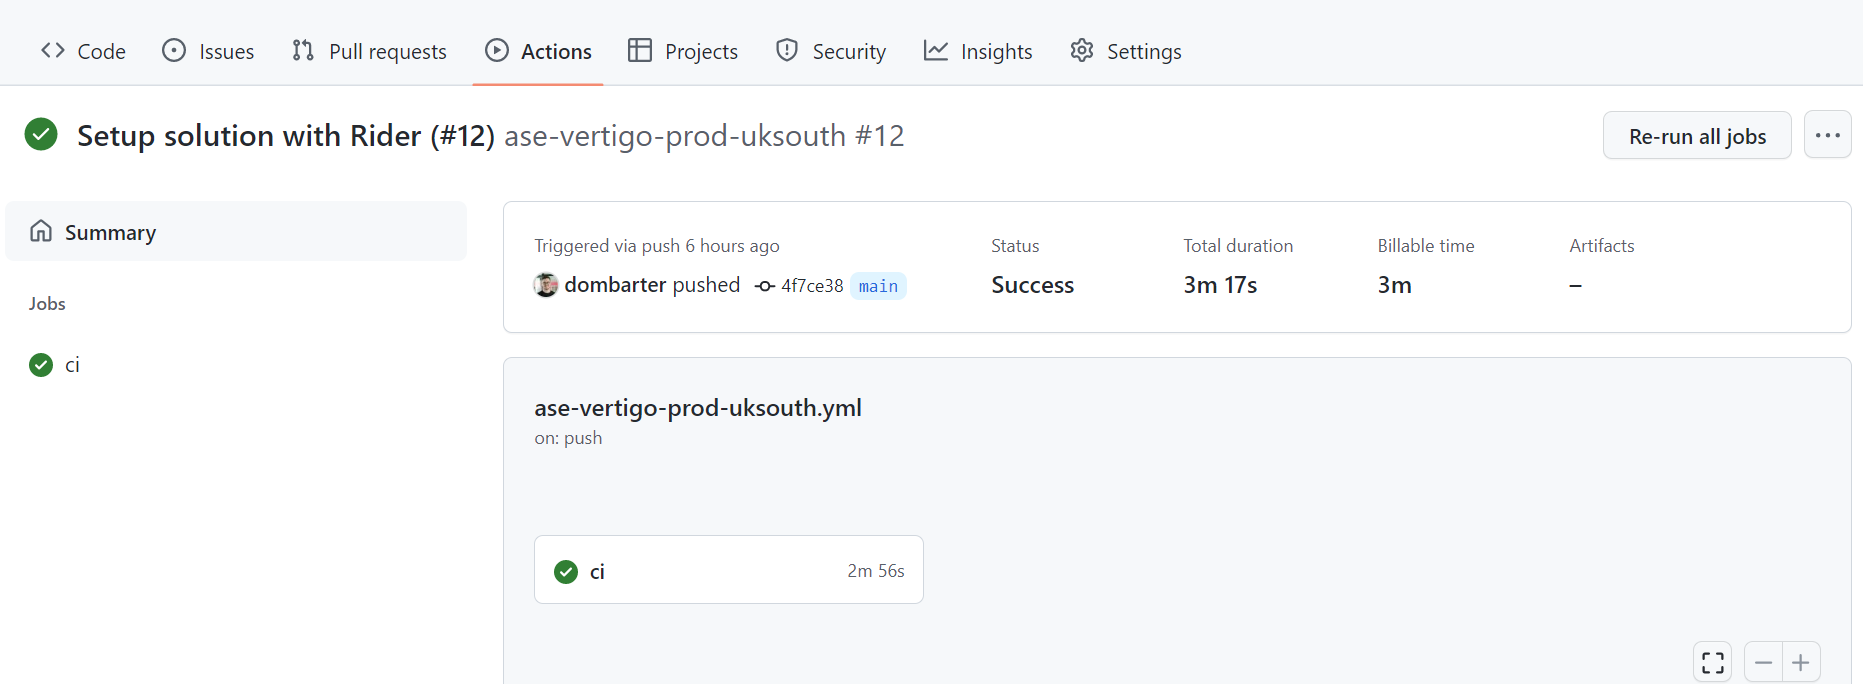 Code Issues Pull requests Actions Projects Security Insights Settings
Setup solution with Rider (#12) ase-vertigo-prod-uksouth #12
Re-run all jobs
Summary
Jobs
ci
Triggered via push 6 hours ago
dombarter pushed 4f7ce38 main
Status
Success
Total duration
3m 17s
Billable time
3m
Artifacts
–
ase-vertigo-prod-uksouth.yml
on: push
ci 2m 56s